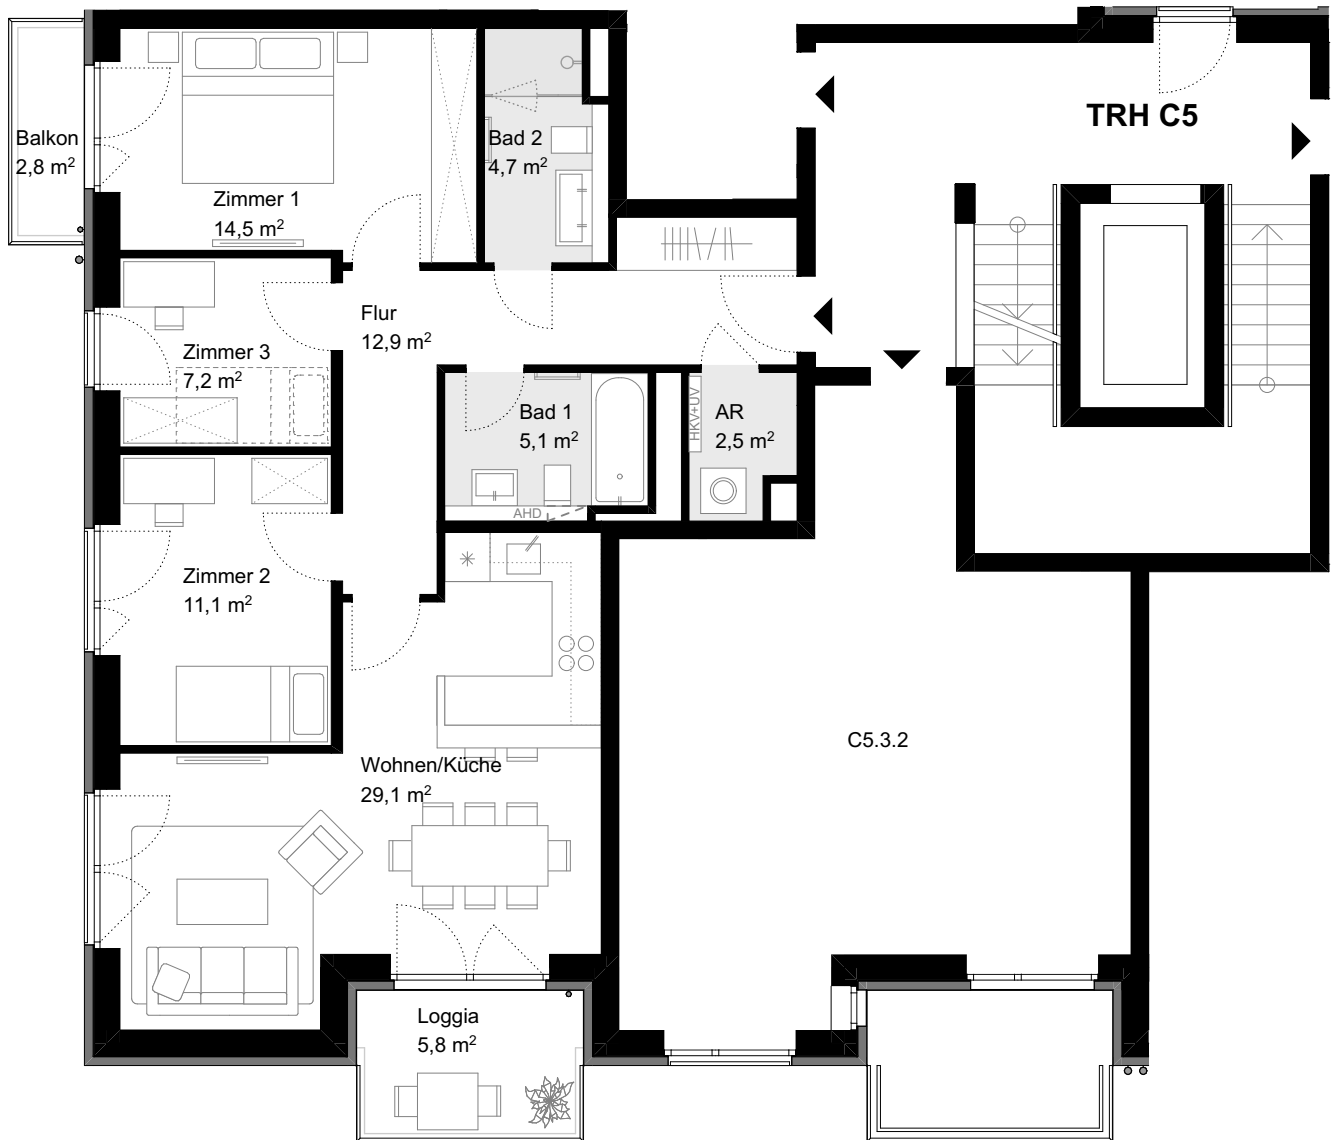 TRH C5
Balkon
2,8 m²
Bad 2
4,7 m²
Zimmer 1
14,5 m²
Flur
12,9 m²
Zimmer 3
7,2 m²
Bad 1
5,1 m²
HKV+UV
AR
2,5 m²
AHD
Zimmer 2
11,1 m²
C5.3.2
Wohnen/Küche
29,1 m²
Loggia
5,8 m²